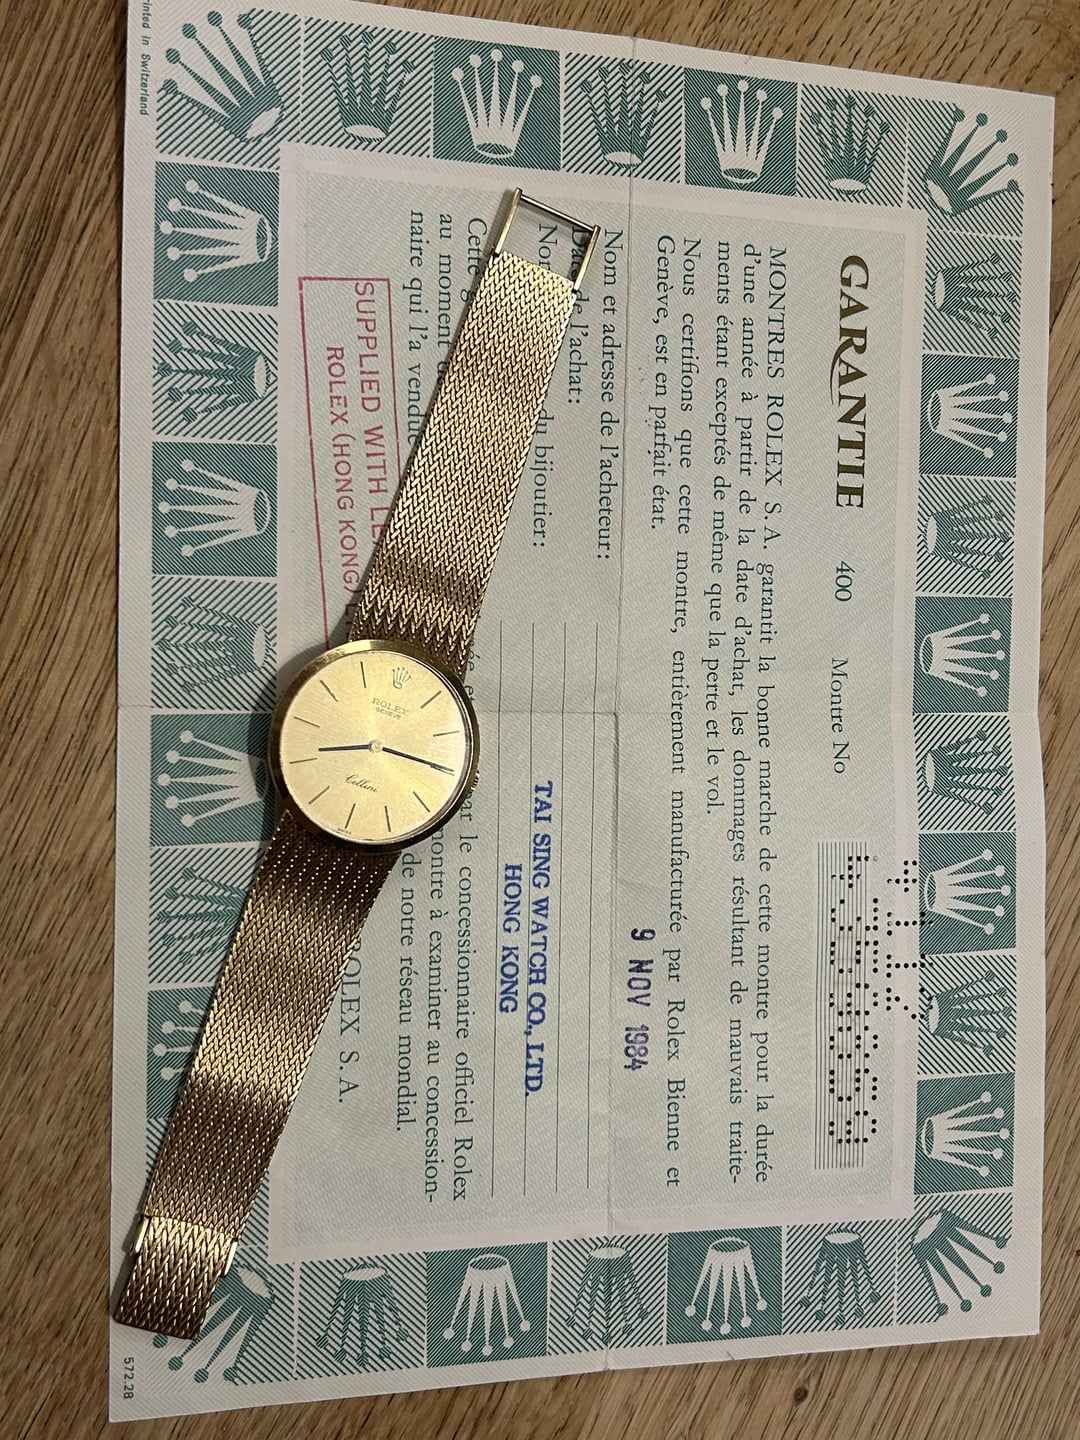 Printed in Switzerland
GARANTIE 400 Montre No
MONTRES ROLEX S. A. garantit la bonne marche de cette montre pour la durée
d'une année à partir de la date d'achat, les dommages résultant de mauvais traite-
ments étant exceptés de même que la perte et le vol.
Nous certifions que cette montre, entièrement manufacturée par Rolex Bienne et
Genève, est en parfait état.
9 NOV 1984
Nom et adresse de l'acheteur:
Date de l'achat:
du bijoutier:
TAI SING WATCH CO., LTD.
HONG KONG
Cette par le concessionnaire officiel Rolex
au moment montre à examiner au concession-
naire qui l'a vendue de notre réseau mondial.
ROLEX S. A.
SUPPLIED WITH
ROLEX (HONG KONG)
ROLEX
GENEVE
Cellini
572.28